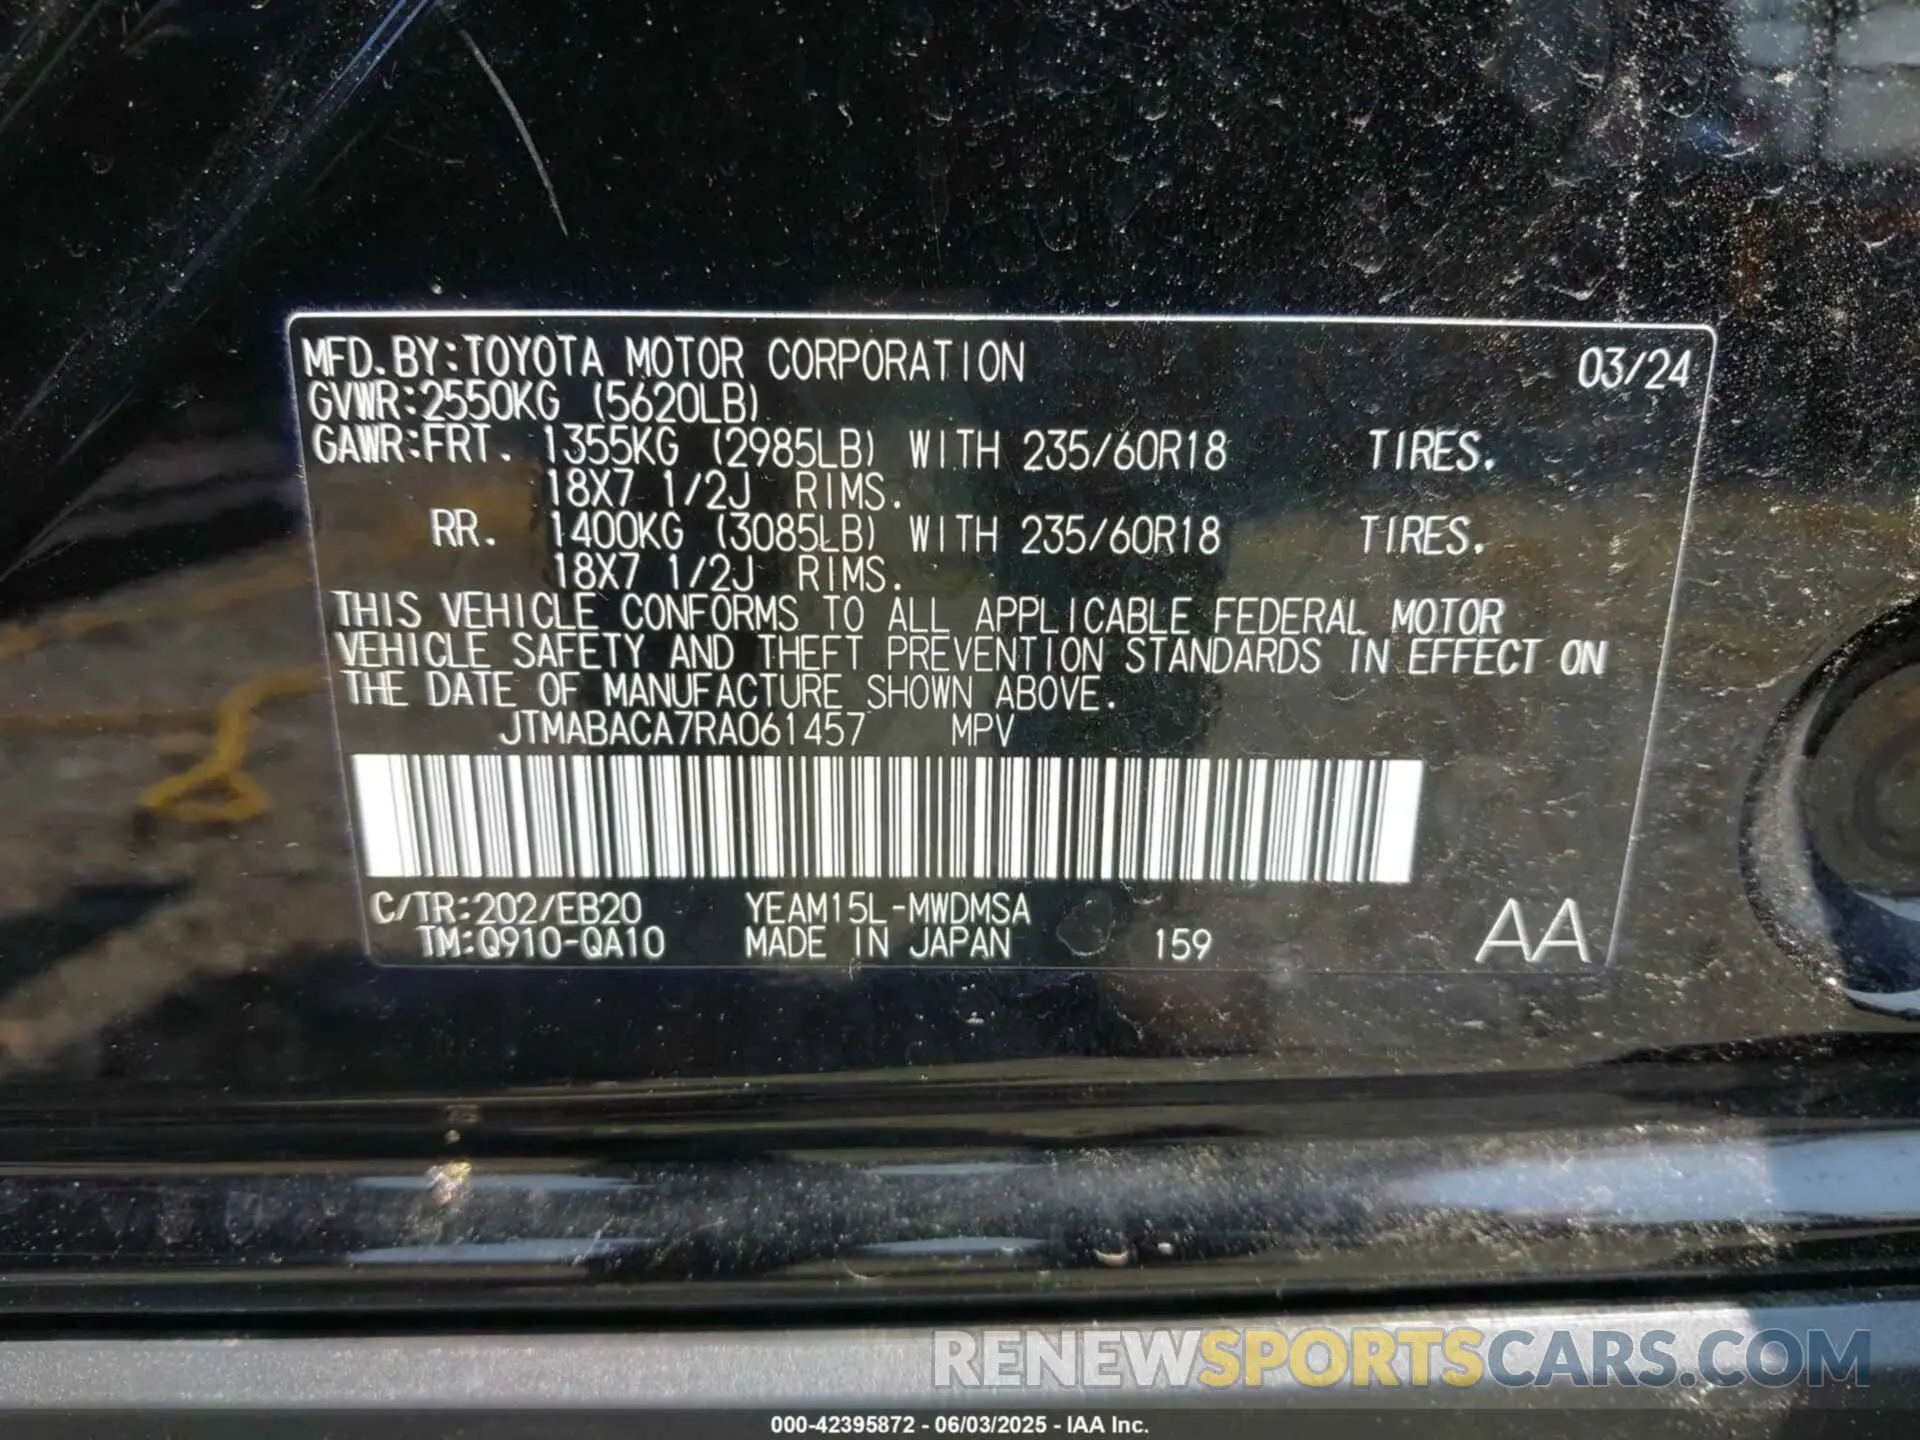 MFD.BY:TOYOTA MOTOR CORPORATION 03/24
GVWR:2550KG (5620LB)
GAWR:FRT. 1355KG (2985LB) WITH 235/60R18 TIRES.
18X7 1/2J RIMS.
RR. 1400KG (3085LB) WITH 235/60R18 TIRES.
18X7 1/2J RIMS.
THIS VEHICLE CONFORMS TO ALL APPLICABLE FEDERAL MOTOR
VEHICLE SAFETY AND THEFT PREVENTION STANDARDS IN EFFECT ON
THE DATE OF MANUFACTURE SHOWN ABOVE.
JTMABACA7RA061457 MPV
C/TR:202/EB20 YEAM15L-MWDMSA
TM:Q910-QA10 MADE IN JAPAN 159 AA
RENEWSPORTSCARS.COM
000-42395872 - 06/03/2025 - IAA Inc.